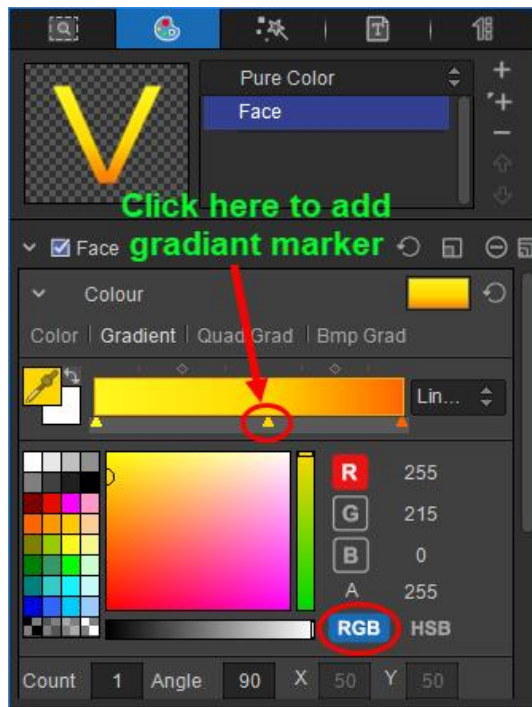 T
Pure Color
Face
V
Click here to add
gradiant marker
Face
Colour
Color | Gradient | Quad Grad | Bmp Grad
Lin...
R 255
G 215
B 0
A 255
RGB HSB
Count 1 Angle 90 X 50 Y 50